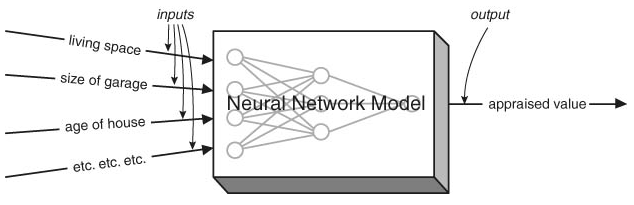 inputs
output
living space
size of garage
age of house
etc. etc. etc.
Neural Network Model
appraised value